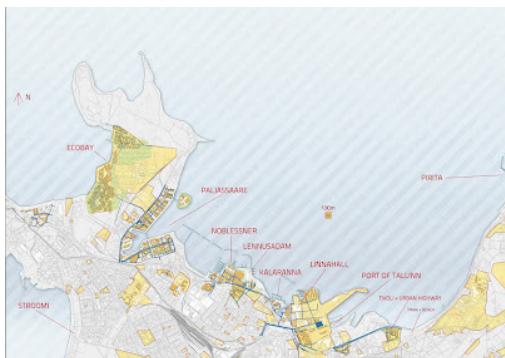 N
ECOBAY
PIRITA
PALJASSAARE
NOBLESSNER
LENNUSADAM
KALARANNA
LINNAHALL
PORT OF TALLINN
STROOMI